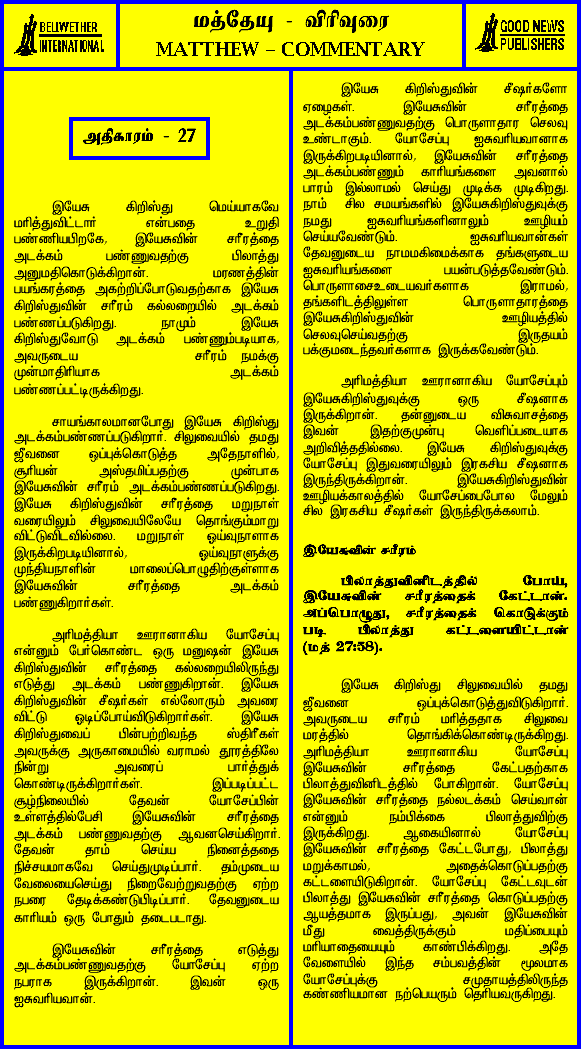 BELIWETHER
INTERNATIONAL
மத்தேயு - விரிவுரை
MATTHEW – COMMENTARY
GOOD NEWS
PUBLISHERS
அதிகாரம் - 27
இயேசு கிறிஸ்து மெய்யாகவே
மரித்துவிட்டார் என்பதை உறுதி
பண்ணியபிறகே, இயேசுவின் சரீரத்தை
அடக்கம் பண்ணுவதற்கு பிலாத்து
அனுமதிகொடுக்கிறான். மரணத்தின்
பயங்கரத்தை அகற்றிப்போடுவதற்காக இயேசு
கிறிஸ்துவின் சரீரம் கல்லறையில் அடக்கம்
பண்ணப்படுகிறது. நாமும் இயேசு
கிறிஸ்துவோடு அடக்கம் பண்ணும்படியாக,
அவருடைய சரீரம் நமக்கு
முன்மாதிரியாக அடக்கம்
பண்ணப்பட்டிருக்கிறது.
சாயங்காலமானபோது இயேசு கிறிஸ்து
அடக்கம்பண்ணப்படுகிறார். சிலுவையில் தமது
ஜீவனை ஒப்புக்கொடுத்த அதேநாளில்,
சூரியன் அஸ்தமிப்பதற்கு முன்பாக
இயேசுவின் சரீரம் அடக்கம்பண்ணப்படுகிறது.
இயேசு கிறிஸ்துவின் சரீரத்தை மறுநாள்
வரையிலும் சிலுவையிலேயே தொங்கும்மாறு
விட்டுவிடவில்லை. மறுநாள் ஓய்வுநாளாக
இருக்கிறபடியினால், ஓய்வுநாளுக்கு
முந்தியநாளின் மாலைப்பொழுதிற்குள்ளாக
இயேசுவின் சரீரத்தை அடக்கம்
பண்ணுகிறார்கள்.
அரிமத்தியா ஊரானாகிய யோசேப்பு
என்னும் பேர்கொண்ட ஒரு மனுஷன் இயேசு
கிறிஸ்துவின் சரீரத்தை கல்லறையிலிருந்து
எடுத்து அடக்கம் பண்ணுகிறான். இயேசு
கிறிஸ்துவின் சீஷர்கள் எல்லோரும் அவரை
விட்டு ஓடிப்போய்விடுகிறார்கள். இயேசு
கிறிஸ்துவைப் பின்பற்றிவந்த ஸ்திரீகள்
அவருக்கு அருகாமையில் வராமல் தூரத்திலே
நின்று அவரைப் பார்த்துக்
கொண்டிருக்கிறார்கள். இப்படிப்பட்ட
சூழ்நிலையில் தேவன் யோசேப்பின்
உள்ளத்தில்பேசி இயேசுவின் சரீரத்தை
அடக்கம் பண்ணுவதற்கு ஆவனசெய்கிறார்.
தேவன் தாம் செய்ய நினைத்ததை
நிச்சயமாகவே செய்துமுடிப்பார். தம்முடைய
வேலையைசெய்து நிறைவேற்றுவதற்கு ஏற்ற
நபரை தேடிக்கண்டுபிடிப்பார். தேவனுடைய
காரியம் ஒரு போதும் தடைபடாது.
இயேசுவின் சரீரத்தை எடுத்து
அடக்கம்பண்ணுவதற்கு யோசேப்பு ஏற்ற
நபராக இருக்கிறான். இவன் ஒரு
ஐசுவரியவான்.
இயேசு கிறிஸ்துவின் சீஷர்களோ
ஏழைகள். இயேசுவின் சரீரத்தை
அடக்கம்பண்ணுவதற்கு பொருளாதார செலவு
உண்டாகும். யோசேப்பு ஐசுவரியவானாக
இருக்கிறபடியினால், இயேசுவின் சரீரத்தை
அடக்கம்பண்ணும் காரியங்களை அவனால்
பாரம் இல்லாமல் செய்து முடிக்க முடிகிறது.
நாம் சில சமயங்களில் இயேசுகிறிஸ்துவுக்கு
நமது ஐசுவரியங்களினாலும் ஊழியம்
செய்யவேண்டும். ஐசுவரியவான்கள்
தேவனுடைய நாமமகிமைக்காக தங்களுடைய
ஐசுவரியங்களை பயன்படுத்தவேண்டும்.
பொருளாசைஉடையவர்களாக இராமல்,
தங்களிடத்திலுள்ள பொருளாதாரத்தை
இயேசுகிறிஸ்துவின் ஊழியத்தில்
செலவுசெய்வதற்கு இருதயம்
பக்குமடைந்தவர்களாக இருக்கவேண்டும்.
அரிமத்தியா ஊரானாகிய யோசேப்பும்
இயேசுகிறிஸ்துவுக்கு ஒரு சீஷனாக
இருக்கிறான். தன்னுடைய விசுவாசத்தை
இவன் இதற்குமுன்பு வெளிப்படையாக
அறிவித்ததில்லை. இயேசு கிறிஸ்துவுக்கு
யோசேப்பு இதுவரையிலும் இரகசிய சீஷனாக
இருந்திருக்கிறான். இயேசுகிறிஸ்துவின்
ஊழியக்காலத்தில் யோசேப்பைபோல மேலும்
சில இரகசிய சீஷர்கள் இருந்திருக்கலாம்.
இயேசுவின் சரீரம்
பிலாத்துவினிடத்தில் போய்,
இயேசுவின் சரீரத்தைக் கேட்டான்.
அப்பொழுது, சரீரத்தைக் கொடுக்கும்
படி பிலாத்து கட்டளையிட்டான்
(மத் 27:58).
இயேசு கிறிஸ்து சிலுவையில் தமது
ஜீவனை ஒப்புக்கொடுத்துவிடுகிறார்.
அவருடைய சரீரம் மரித்ததாக சிலுவை
மரத்தில் தொங்கிக்கொண்டிருக்கிறது.
அரிமத்தியா ஊரானாகிய யோசேப்பு
இயேசுவின் சரீரத்தை கேட்பதற்காக
பிலாத்துவினிடத்தில் போகிறான். யோசேப்பு
இயேசுவின் சரீரத்தை நல்லடக்கம் செய்வான்
என்னும் நம்பிக்கை பிலாத்துவிற்கு
இருக்கிறது. ஆகையினால் யோசேப்பு
இயேசுவின் சரீரத்தை கேட்டபோது, பிலாத்து
மறுக்காமல், அதைக்கொடுப்பதற்கு
கட்டளையிடுகிறான். யோசேப்பு கேட்டவுடன்
பிலாத்து இயேசுவின் சரீரத்தை கொடுப்பதற்கு
ஆயத்தமாக இருப்பது, அவன் இயேசுவின்
மீது வைத்திருக்கும் மதிப்பையும்
மரியாதையையும் காண்பிக்கிறது. அதே
வேளையில் இந்த சம்பவத்தின் மூலமாக
யோசேப்புக்கு சமுதாயத்திலிருந்த
கண்ணியமான நற்பெயரும் தெரியவருகிறது.